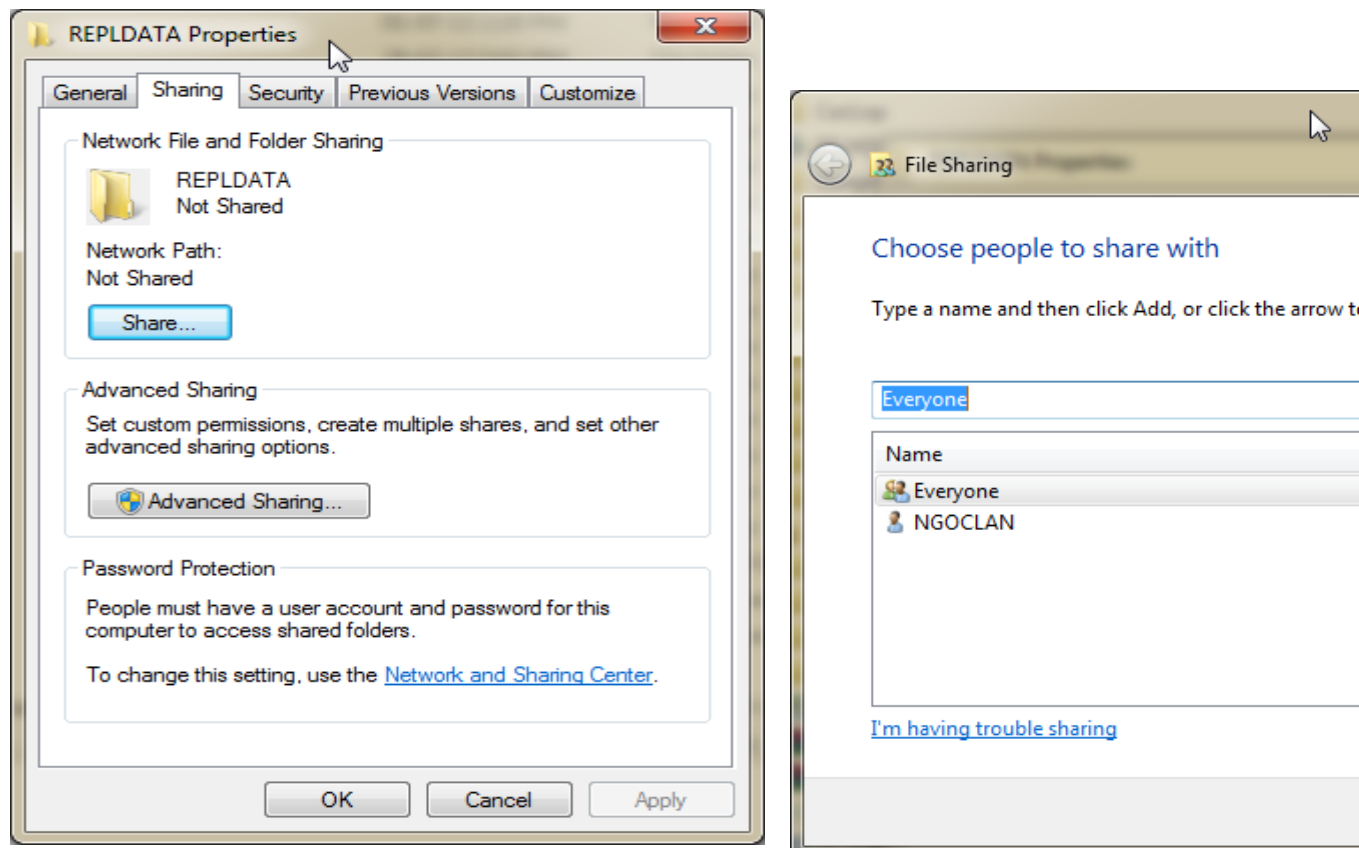 REPLDATA Properties
General
Sharing
Security
Previous Versions
Customize
Network File and Folder Sharing
REPLDATA
Not Shared
Network Path:
Not Shared
Share...
Advanced Sharing
Set custom permissions, create multiple shares, and set other
advanced sharing options.
Advanced Sharing...
Password Protection
People must have a user account and password for this
computer to access shared folders.
To change this setting, use the Network and Sharing Center.
OK
Cancel
Apply
File Sharing
Choose people to share with
Type a name and then click Add, or click the arrow
Everyone
Name
Everyone
NGOCLAN
I'm having trouble sharing